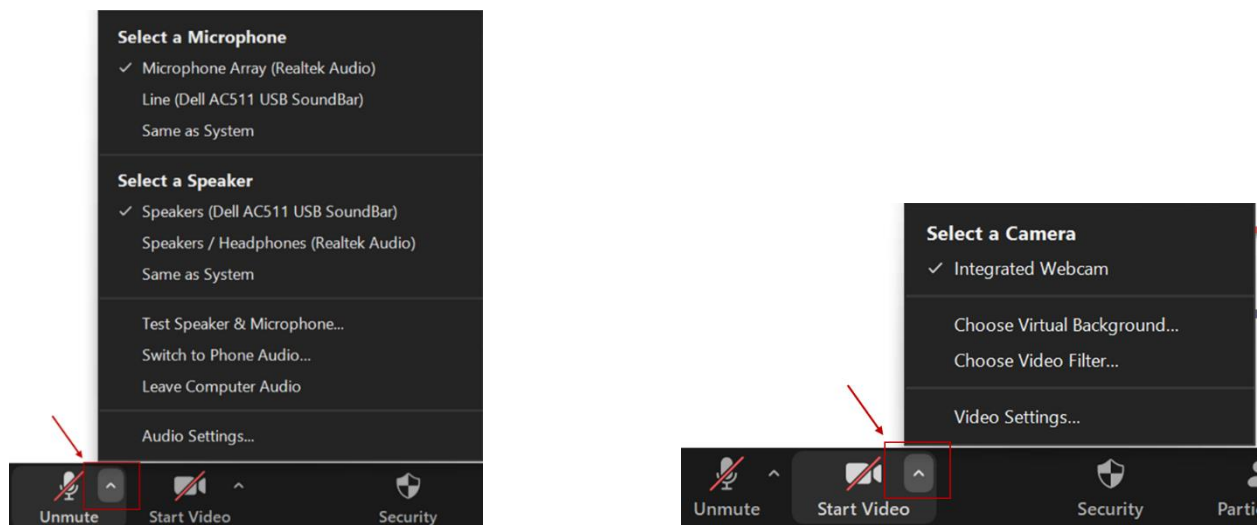 Select a Microphone
Microphone Array (Realtek Audio)
Line (Dell AC511 USB SoundBar)
Same as System
Select a Speaker
Speakers (Dell AC511 USB SoundBar)
Speakers / Headphones (Realtek Audio)
Same as System
Test Speaker & Microphone...
Switch to Phone Audio...
Leave Computer Audio
Audio Settings...
Unmute
Start Video
Security
Select a Camera
Integrated Webcam
Choose Virtual Background...
Choose Video Filter...
Video Settings...
Unmute
Start Video
Security
Parti